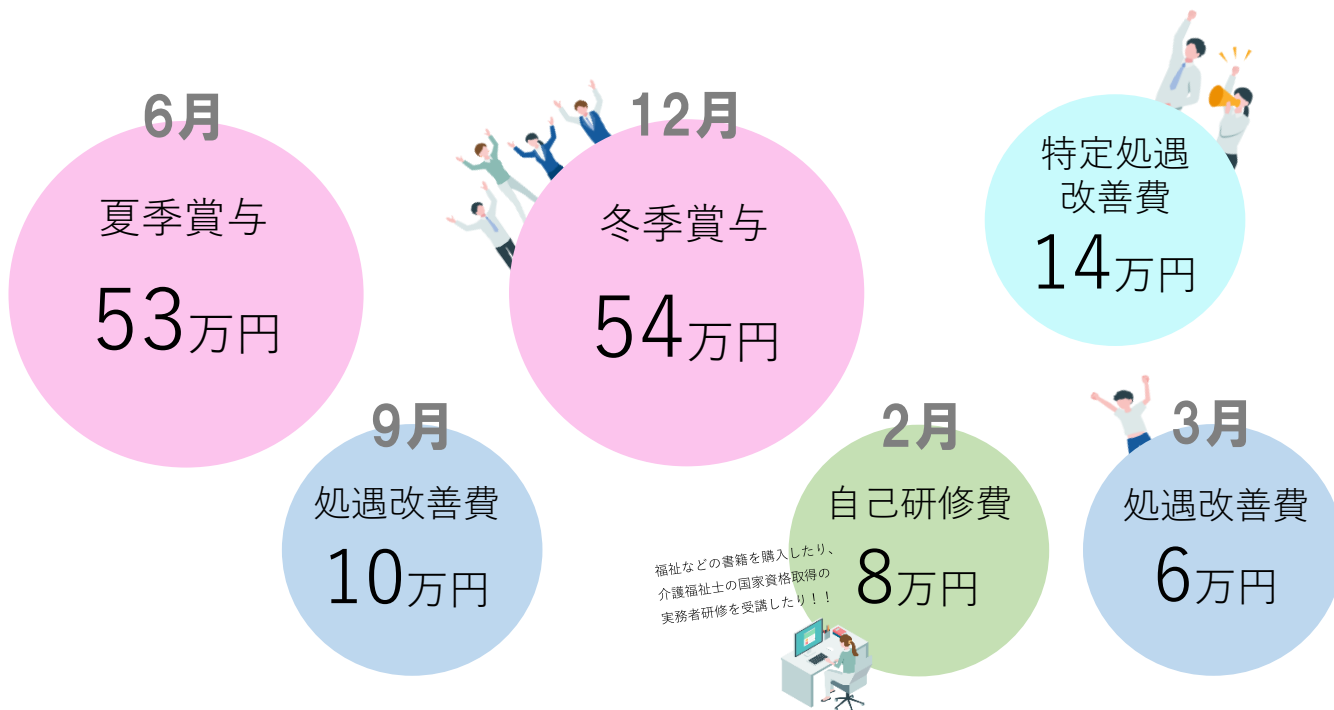 6月
夏季賞与
53万円
12月
冬季賞与
54万円
特定処遇
改善費
14万円
9月
処遇改善費
10万円
2月
自己研修費
8万円
福祉などの書籍を購入したり、
介護福祉士の国家資格取得の
実務者研修を受講したり！！
3月
処遇改善費
6万円